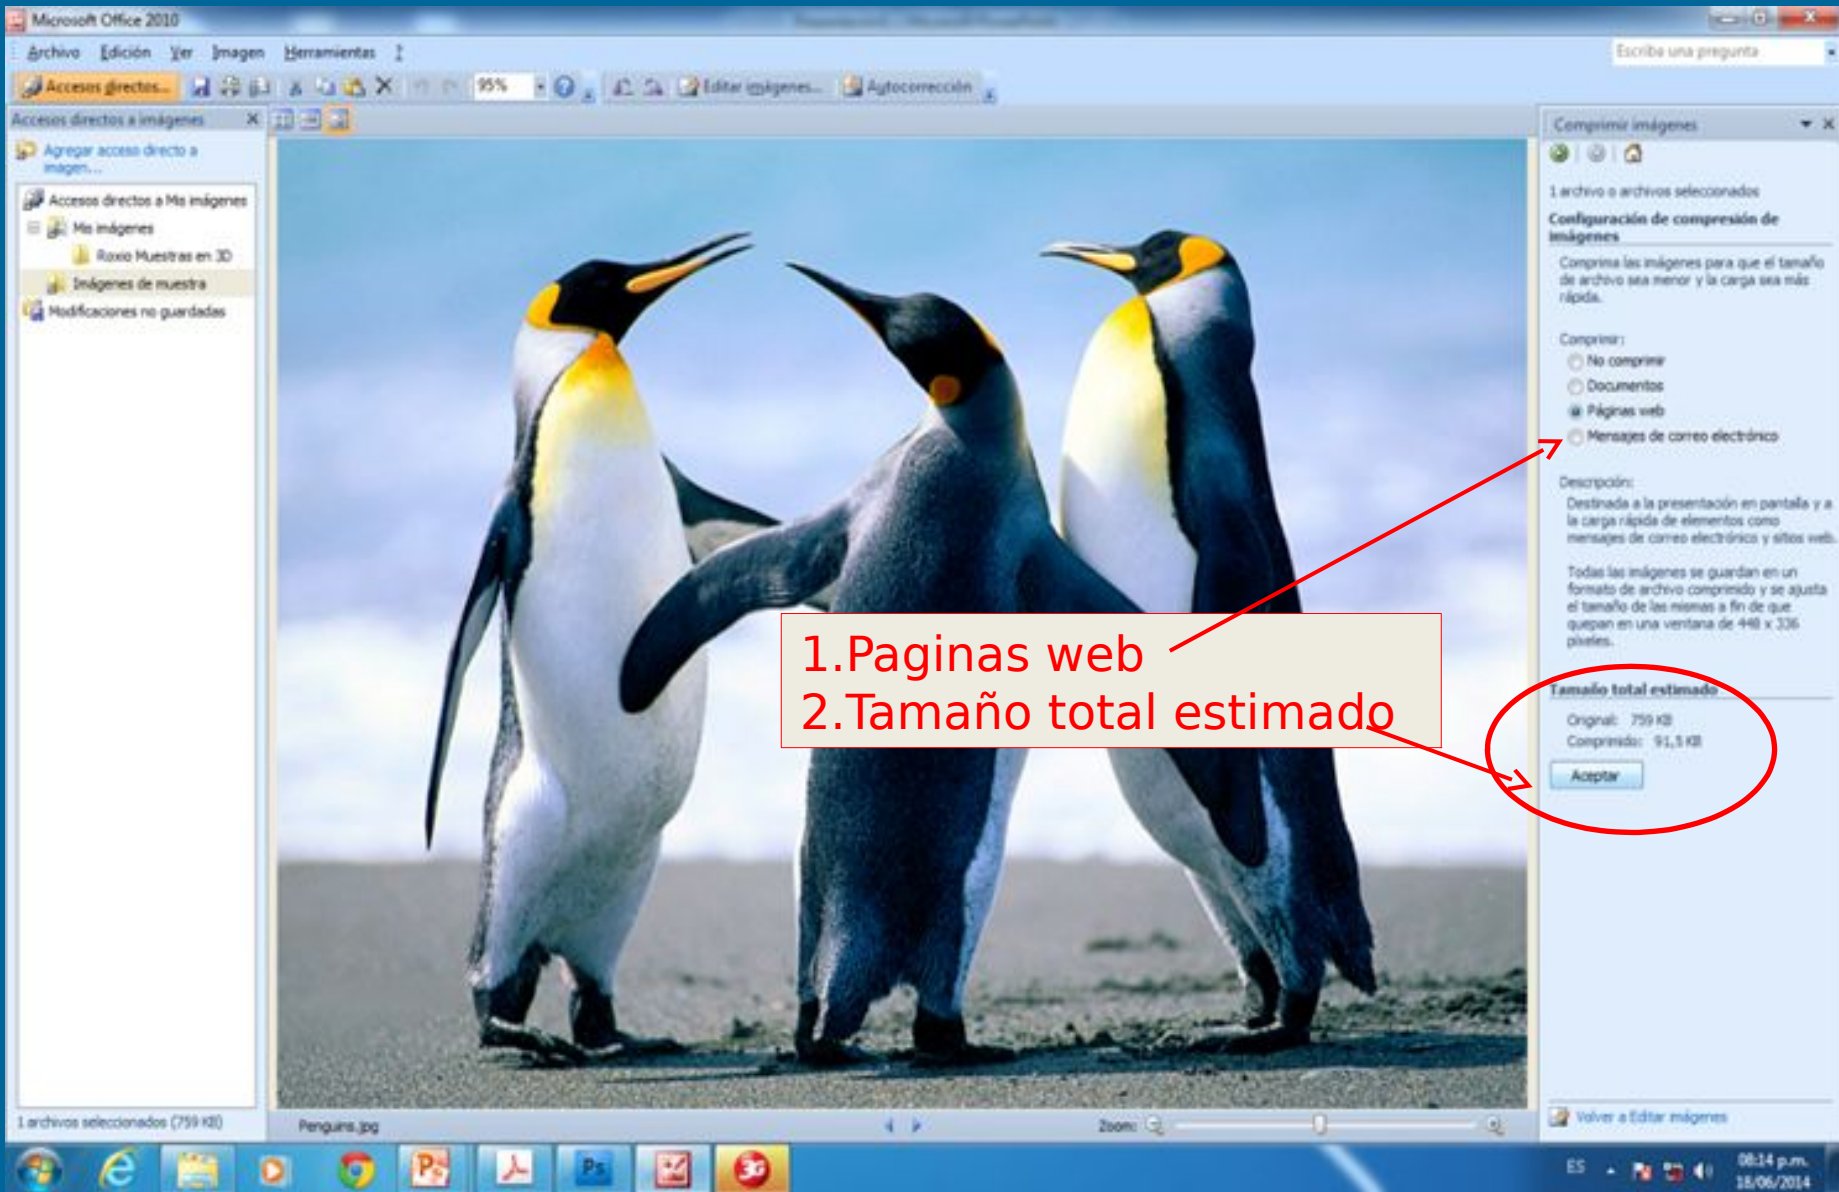 Microsoft Office 2010
Archivo Edición Ver Imagen Herramientas ?
Escriba una pregunta
Accesos directos... 95% Editar imágenes... Autocorrección
Accesos directos a imágenes
Agregar acceso directo a
imagen...
Accesos directos a Mis imágenes
Mis imágenes
Roxio Muestras en 3D
Imágenes de muestra
Modificaciones no guardadas
1.Paginas web
2.Tamaño total estimado
Comprimir imágenes
1 archivo o archivos seleccionados
Configuración de compresión de
imágenes
Comprima las imágenes para que el tamaño
de archivo sea menor y la carga sea más
rápida.
Comprimir:
No comprimir
Documentos
Páginas web
Mensajes de correo electrónico
Descripción:
Destinada a la presentación en pantalla y a
la carga rápida de elementos como
mensajes de correo electrónico y sitios web.
Todas las imágenes se guardan en un
formato de archivo comprimido y se ajusta
el tamaño de las mismas a fin de que
quepan en una ventana de 448 x 336
píxeles.
Tamaño total estimado
Original: 759 KB
Comprimido: 91,5 KB
Aceptar
Volver a Editar imágenes
1 archivos seleccionados (759 KB)
Penguins.jpg
Zoom:
Ps
3G
ES
08:14 p.m.
18/06/2014